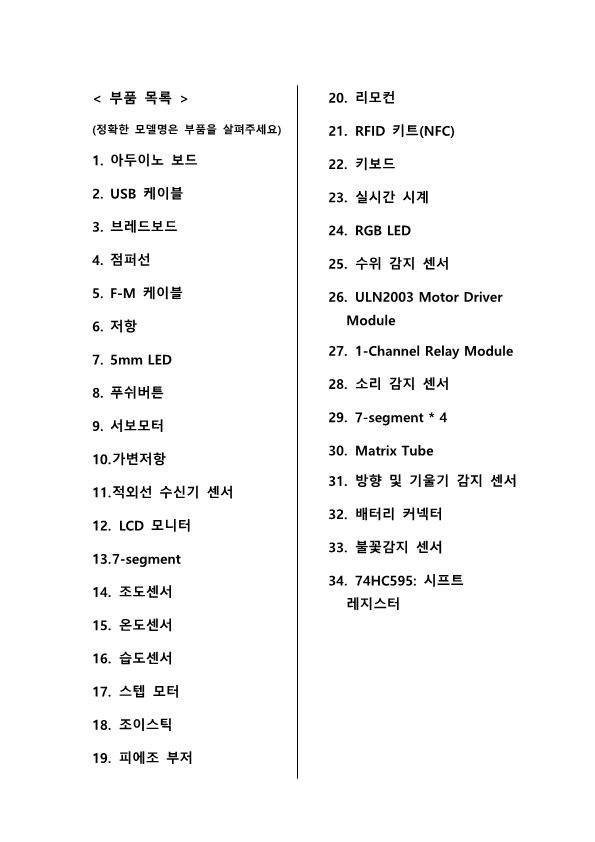 < 부품 목록 >
(정확한 모델명은 부품을 살펴주세요)
1. 아두이노 보드
2. USB 케이블
3. 브레드보드
4. 점퍼선
5. F-M 케이블
6. 저항
7. 5mm LED
8. 푸쉬버튼
9. 서보모터
10.가변저항
11.적외선 수신기 센서
12. LCD 모니터
13.7-segment
14. 조도센서
15. 온도센서
16. 습도센서
17. 스텝 모터
18. 조이스틱
19. 피에조 부저
20. 리모컨
21. RFID 키트(NFC)
22. 키보드
23. 실시간 시계
24. RGB LED
25. 수위 감지 센서
26. ULN2003 Motor Driver
Module
27. 1-Channel Relay Module
28. 소리 감지 센서
29. 7-segment * 4
30. Matrix Tube
31. 방향 및 기울기 감지 센서
32. 배터리 커넥터
33. 불꽃감지 센서
34. 74HC595: 시프트
레지스터